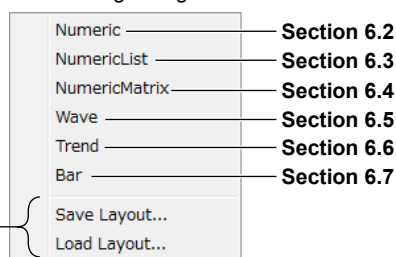 Numeric Section 6.2
NumericList Section 6.3
NumericMatrix Section 6.4
Wave Section 6.5
Trend Section 6.6
Bar Section 6.7
Save Layout...
Load Layout...